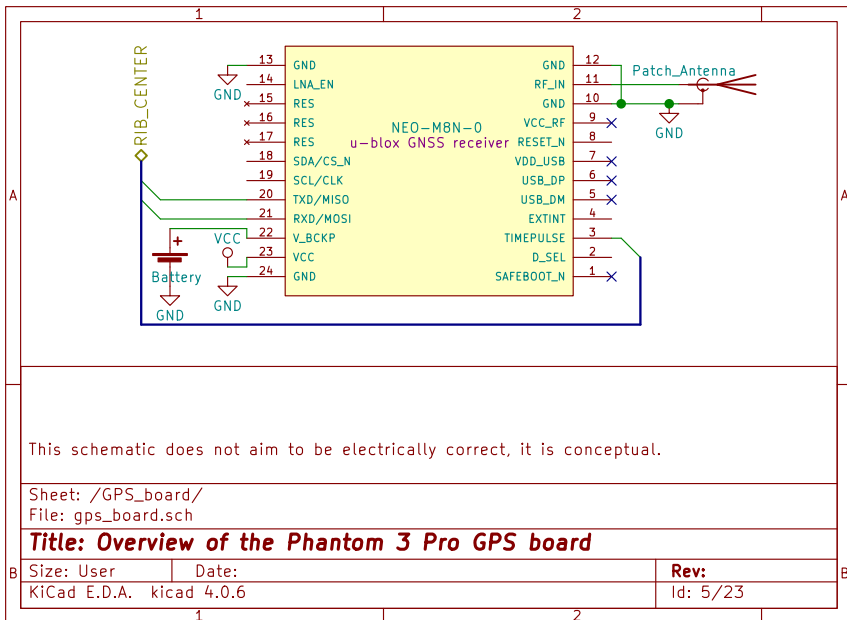 1 2
RIB_CENTER
13 GND
GND
14 LNA_EN
15 RES
16 RES
17 RES
18 SDA/CS_N
19 SCL/CLK
20 TXD/MISO
21 RXD/MOSI
22 V_BCKP
23 VCC
24 GND
NEO-M8N-0
u-blox GNSS receiver
GND 12
RF_IN 11
GND 10
VCC_RF 9
RESET_N 8
VDD_USB 7
USB_DP 6
USB_DM 5
EXTINT 4
TIMEPULSE 3
D_SEL 2
SAFEBOOT_N 1
Patch_Antenna
GND
VCC
+
Battery
GND
GND
A A
This schematic does not aim to be electrically correct, it is conceptual.
Sheet: /GPS_board/
File: gps_board.sch
Title: Overview of the Phantom 3 Pro GPS board
B B
Size: User Date: Rev:
KiCad E.D.A. kicad 4.0.6 Id: 5/23
1 2